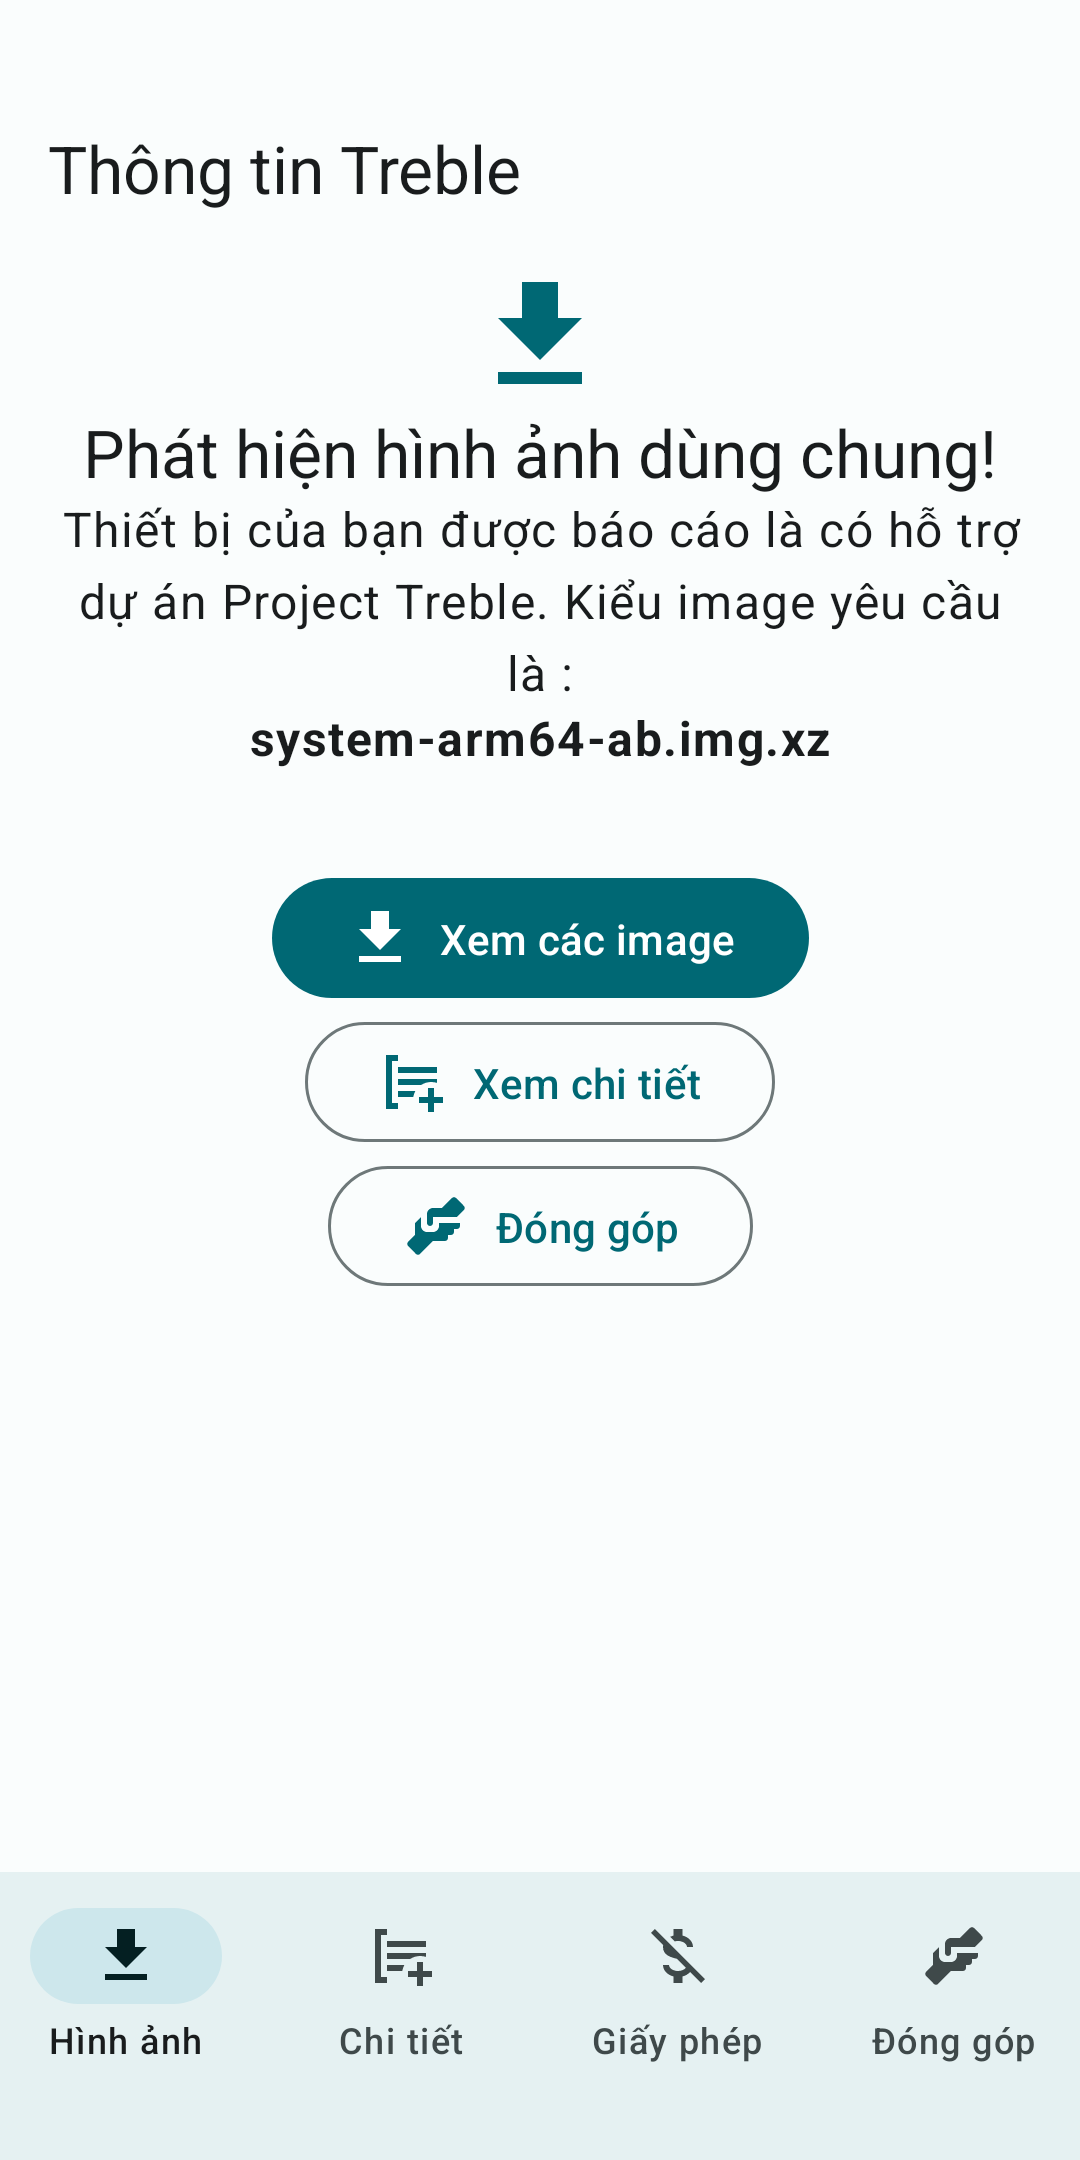 Thông tin Treble
Phát hiện hình ảnh dùng chung!
Thiết bị của bạn được báo cáo là có hỗ trợ
dự án Project Treble. Kiểu image yêu cầu
là :
system-arm64-ab.img.xz
Xem các image
Xem chi tiết
Đóng góp
Hình ảnh
Chi tiết
Giấy phép
Đóng góp